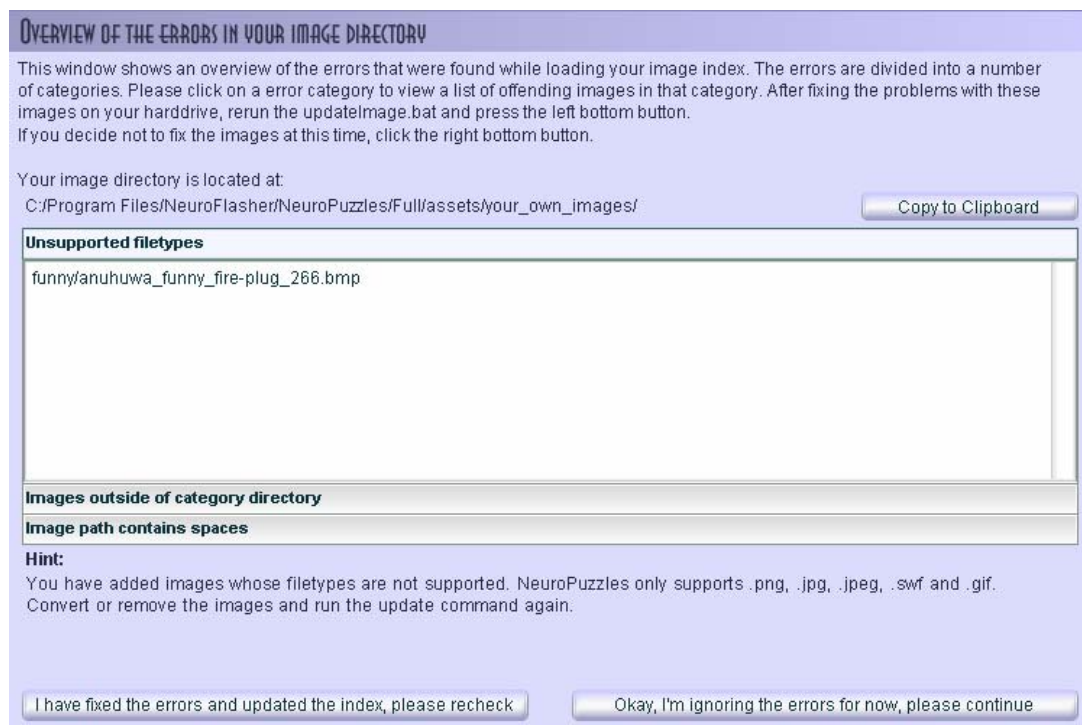 OVERVIEW OF THE ERRORS IN YOUR IMAGE DIRECTORY
This window shows an overview of the errors that were found while loading your image index. The errors are divided into a number
of categories. Please click on a error category to view a list of offending images in that category. After fixing the problems with these
images on your harddrive, rerun the updateImage.bat and press the left bottom button.
If you decide not to fix the images at this time, click the right bottom button.
Your image directory is located at:
C:/Program Files/NeuroFlasher/NeuroPuzzles/Full/assets/your_own_images/
Copy to Clipboard
Unsupported filetypes
funny/anuhuwa_funny_fire-plug_266.bmp
Images outside of category directory
Image path contains spaces
Hint:
You have added images whose filetypes are not supported. NeuroPuzzles only supports .png, .jpg, .jpeg, .swf and .gif.
Convert or remove the images and run the update command again.
I have fixed the errors and updated the index, please recheck
Okay, I'm ignoring the errors for now, please continue